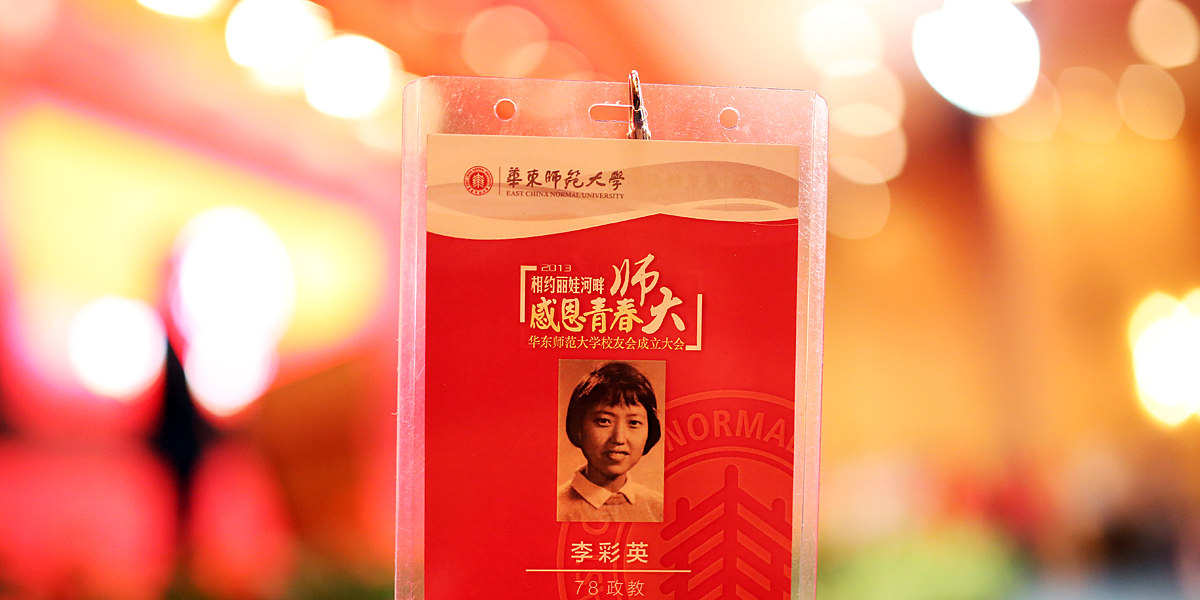 華東師範大學
EAST CHINA NORMAL UNIVERSITY
2013
相约丽娃河畔 师大
感恩青春
华东师范大学校友会成立大会
NORMA
李彩英
78政教